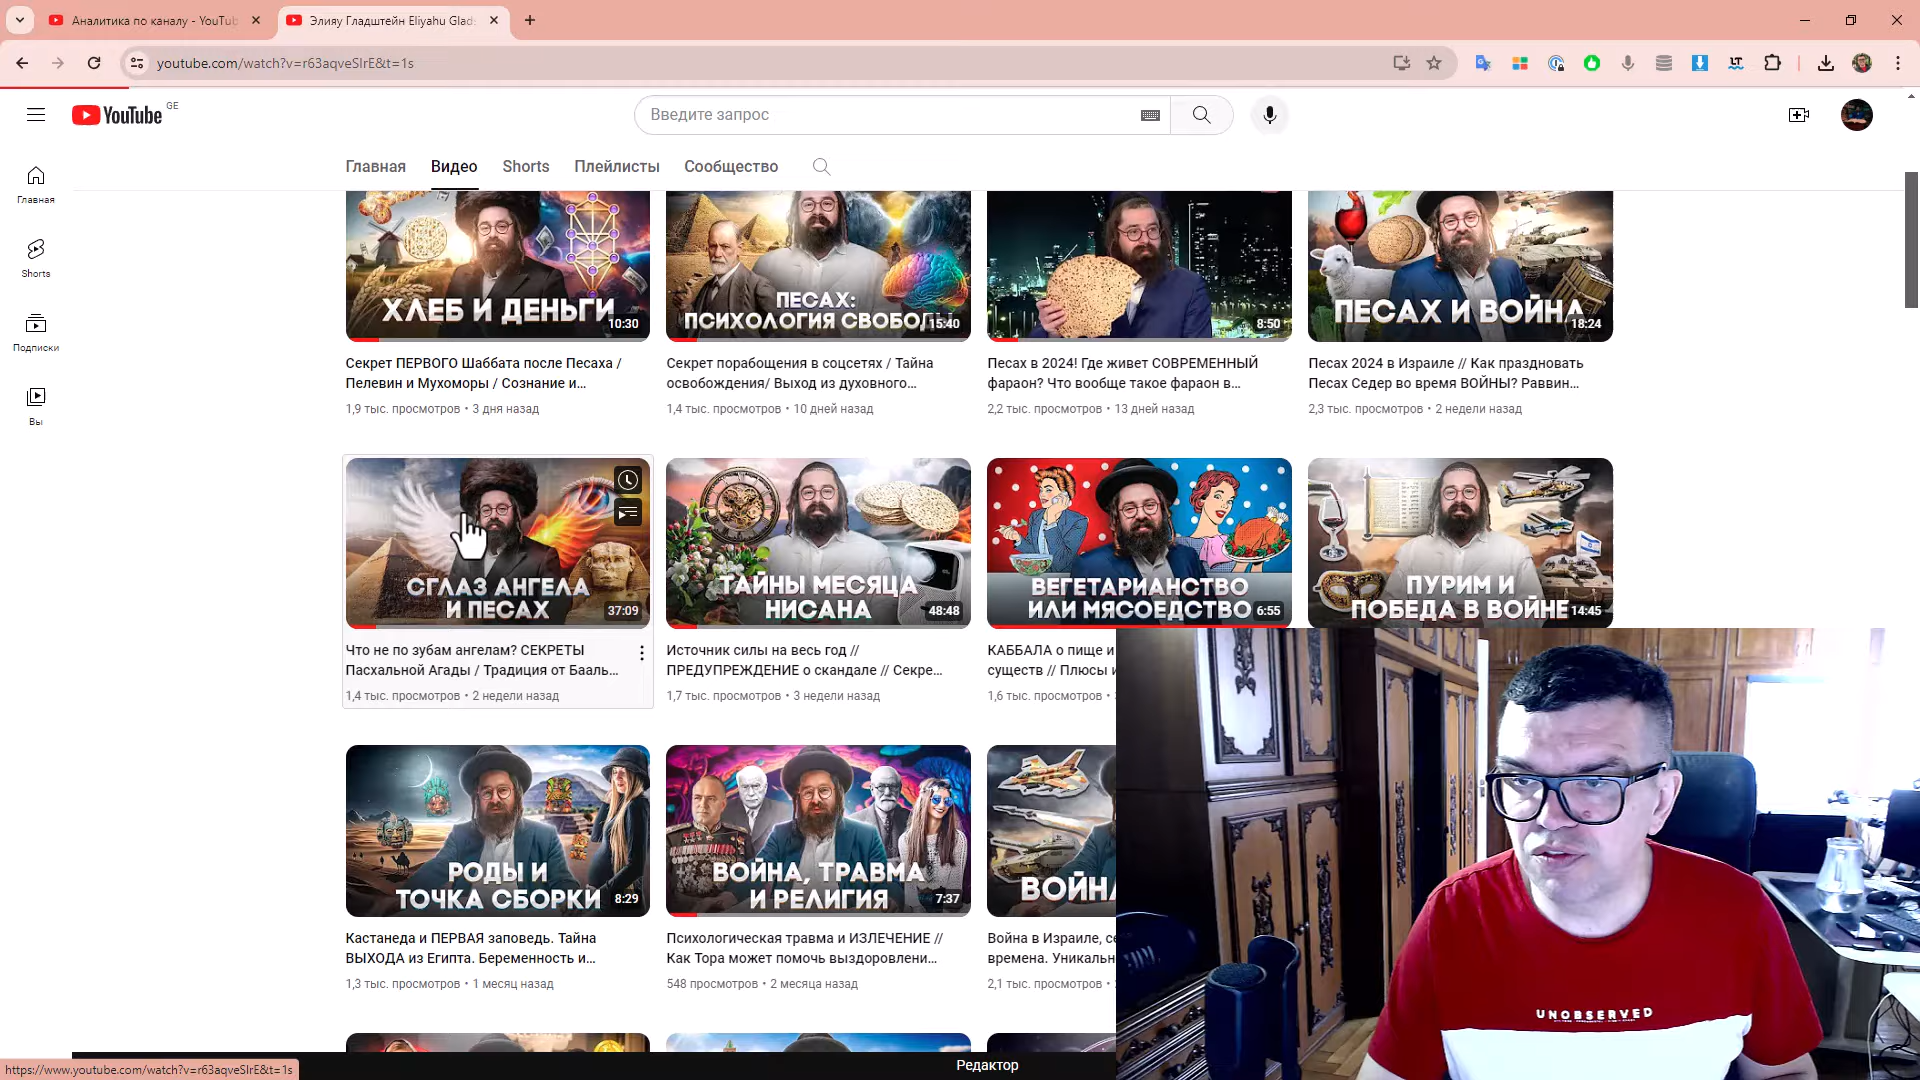 Аналитика по каналу - YouTub
Элияу Гладштейн Eliyahu Glad
youtube.com/watch?v=r63aqveSIrE&t=1s
YouTube GE
Введите запрос
Главная
Видео
Shorts
Плейлисты
Сообщество
Главная
Shorts
Подписки
Вы
ХЛЕБ И ДЕНЬГИ
10:30
ПЕСАХ:
ПСИХОЛОГИЯ СВОБОДЫ
15:40
8:50
ПЕСАХ И ВОЙНА
18:24
Секрет ПЕРВОГО Шаббата после Песаха /
Пелевин и Мухоморы / Сознание и...
1,9 тыс. просмотров • 3 дня назад
Секрет порабощения в соцсетях / Тайна
освобождения/ Выход из духовного...
1,4 тыс. просмотров • 10 дней назад
Песах в 2024! Где живет СОВРЕМЕННЫЙ
фараон? Что вообще такое фараон в...
2,2 тыс. просмотров • 13 дней назад
Песах 2024 в Израиле // Как праздновать
Песах Седер во время ВОЙНЫ? Раввин...
2,3 тыс. просмотров • 2 недели назад
СГЛАЗ АНГЕЛА
И ПЕСАХ
37:09
ТАЙНЫ МЕСЯЦА
НИСАНА
48:48
ВЕГЕТАРИАНСТВО
ИЛИ МЯСОЕДСТВО
6:55
ПУРИМ И
ПОБЕДА В ВОЙНЕ
14:45
Что не по зубам ангелам? СЕКРЕТЫ
Пасхальной Агады / Традиция от Бааль...
1,4 тыс. просмотров • 2 недели назад
Источник силы на весь год //
ПРЕДУПРЕЖДЕНИЕ о скандале // Секре...
1,7 тыс. просмотров • 3 недели назад
КАББАЛА о пище и
существ // Плюсы и
1,6 тыс. просмотров •
РОДЫ И
ТОЧКА СБОРКИ
8:29
ВОЙНА, ТРАВМА
И РЕЛИГИЯ
7:37
ВОЙНА
Кастанеда и ПЕРВАЯ заповедь. Тайна
ВЫХОДА из Египта. Беременность и...
1,3 тыс. просмотров • 1 месяц назад
Психологическая травма и ИЗЛЕЧЕНИЕ //
Как Тора может помочь выздоровлени...
548 просмотров • 2 месяца назад
Война в Израиле, се
времена. Уникальн
2,1 тыс. просмотров •
UNOBSERVED
Редактор
https://www.youtube.com/watch?v=r63aqveSIrE&t=1s